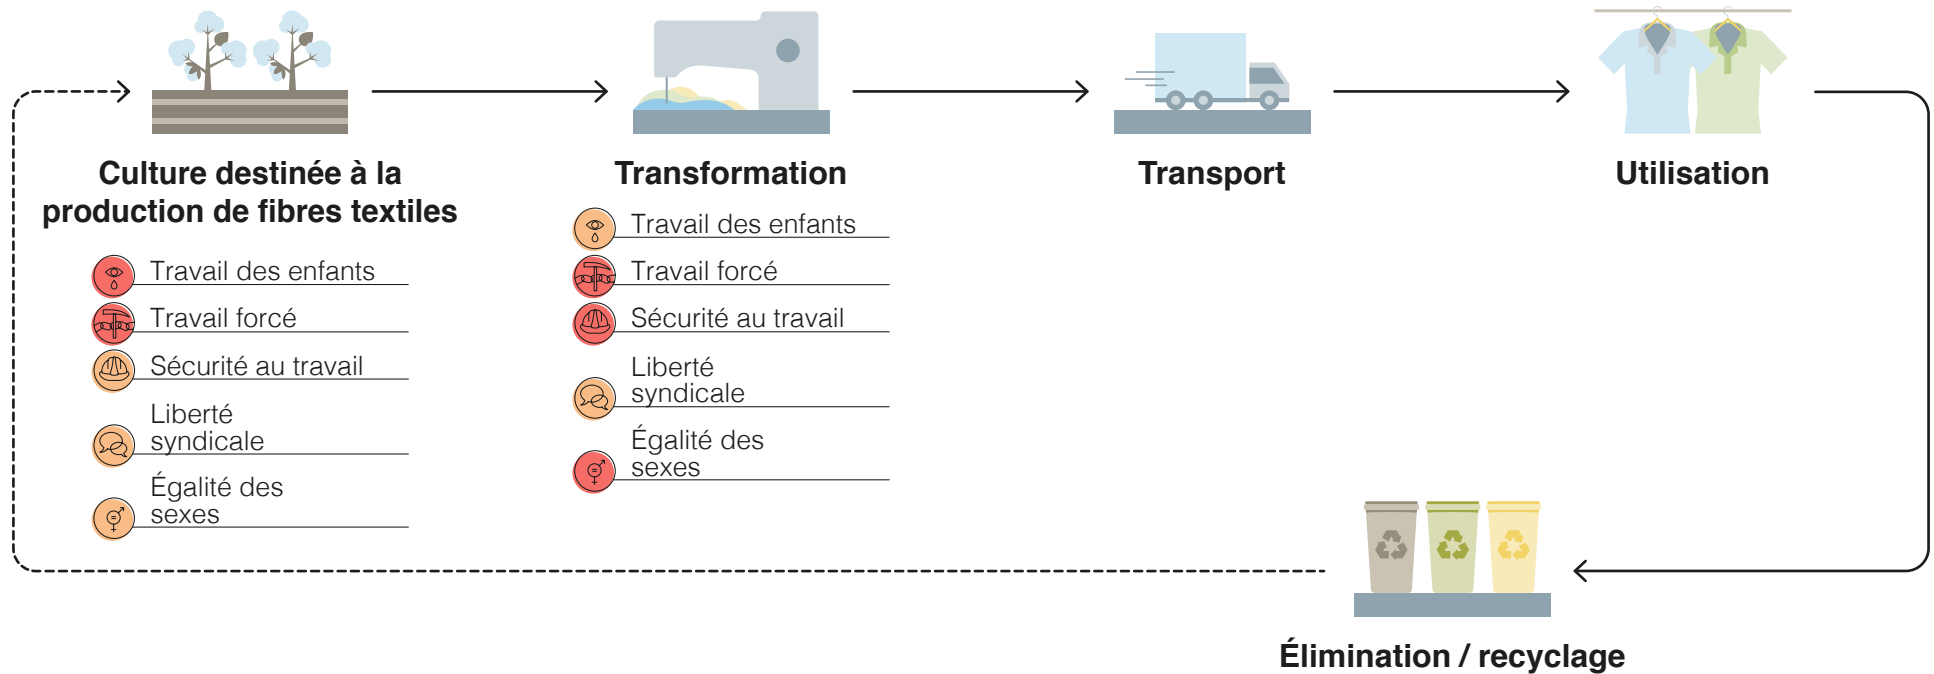 Culture destinée à la
production de fibres textiles
Travail des enfants
Travail forcé
Sécurité au travail
Liberté
syndicale
Égalité des
sexes
Transformation
Travail des enfants
Travail forcé
Sécurité au travail
Liberté
syndicale
Égalité des
sexes
Transport
Utilisation
Élimination / recyclage